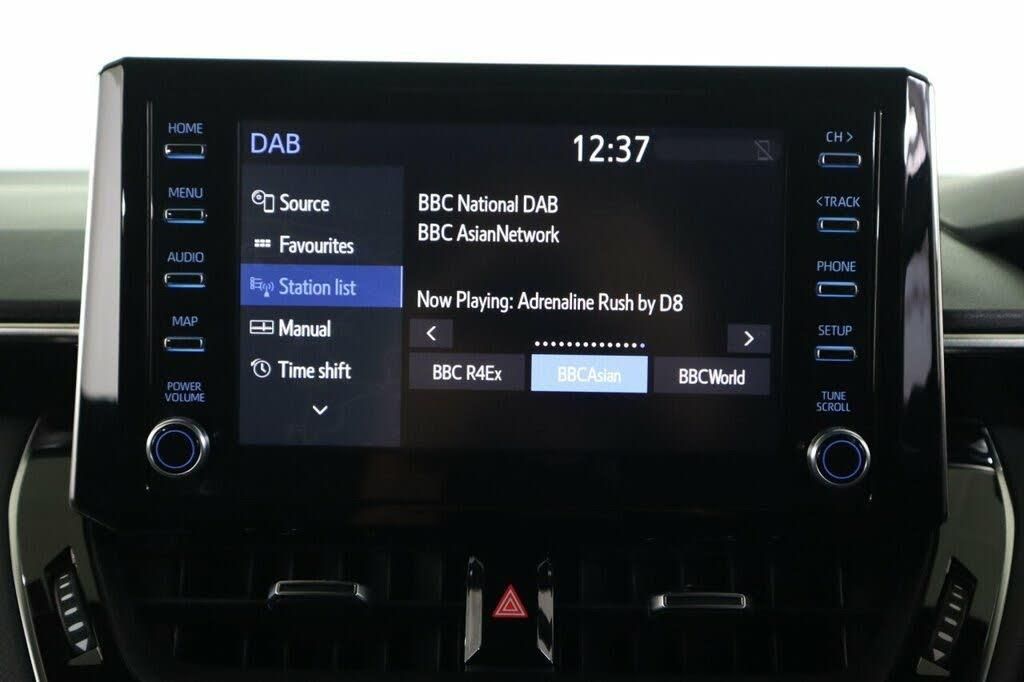 HOME
MENU
AUDIO
MAP
POWER
VOLUME
DAB
12:37
Source
Favourites
Station list
Manual
Time shift
BBC National DAB
BBC AsianNetwork
Now Playing: Adrenaline Rush by D8
BBC R4Ex
BBCAsian
BBCWorld
CH >
<TRACK
PHONE
SETUP
TUNE
SCROLL